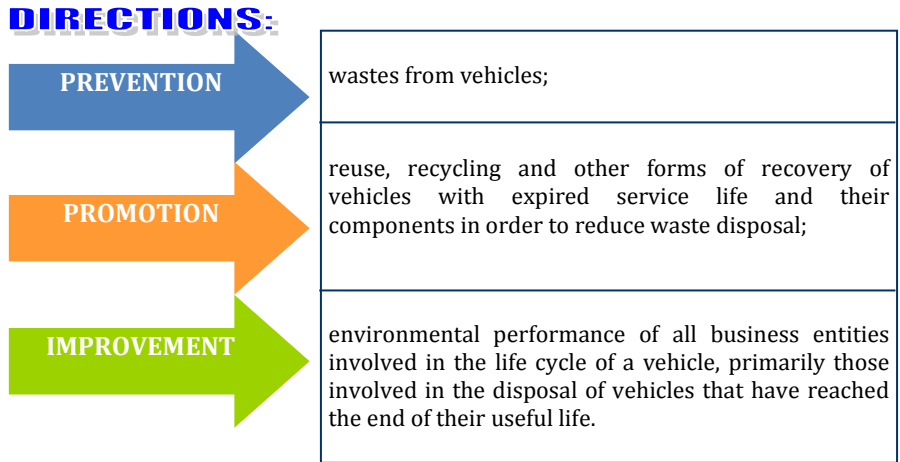 DIRECTIONS:
PREVENTION
wastes from vehicles;
PROMOTION
reuse, recycling and other forms of recovery of
vehicles with expired service life and their
components in order to reduce waste disposal;
IMPROVEMENT
environmental performance of all business entities
involved in the life cycle of a vehicle, primarily those
involved in the disposal of vehicles that have reached
the end of their useful life.